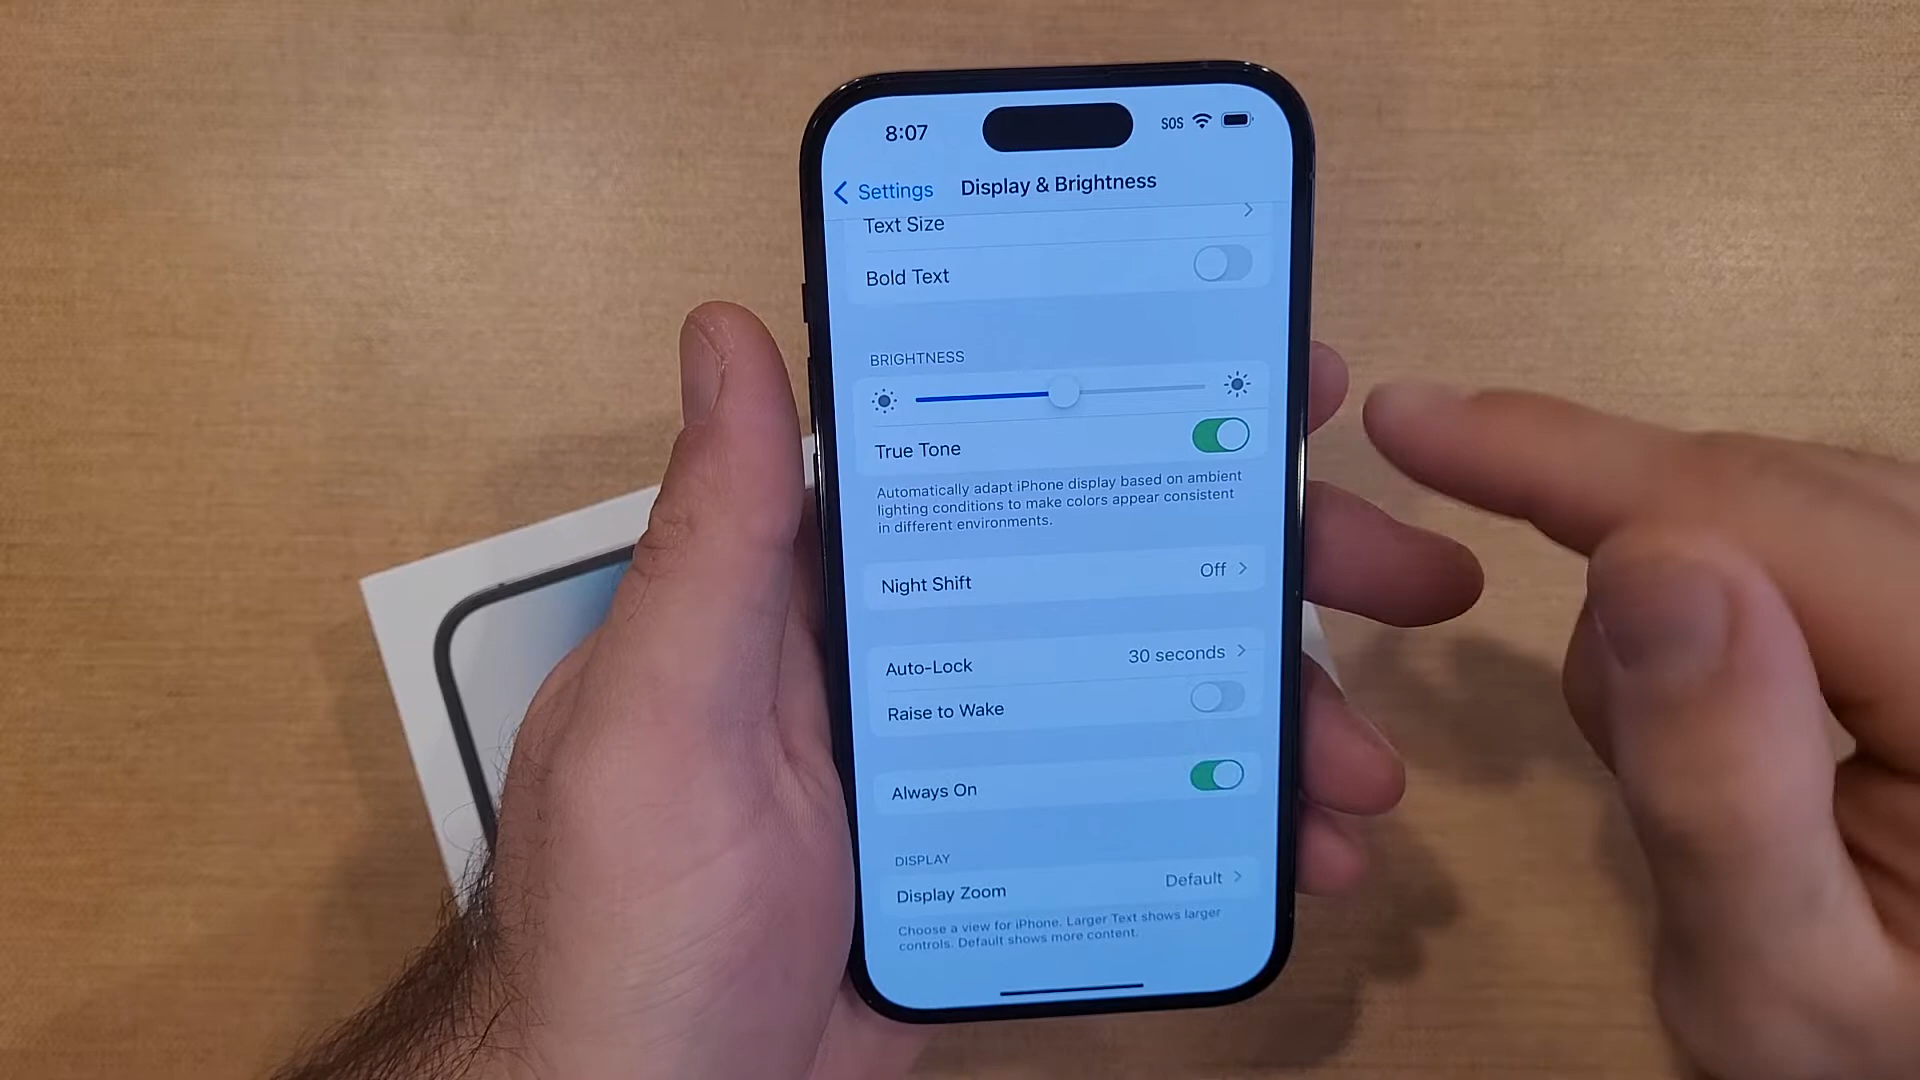 8:07
SOS
Settings
Display & Brightness
Text Size
Bold Text
BRIGHTNESS
True Tone
Automatically adapt iPhone display based on ambient
lighting conditions to make colors appear consistent
in different environments.
Night Shift Off
Auto-Lock 30 seconds
Raise to Wake
Always On
DISPLAY
Display Zoom Default
Choose a view for iPhone. Larger Text shows larger
controls. Default shows more content.